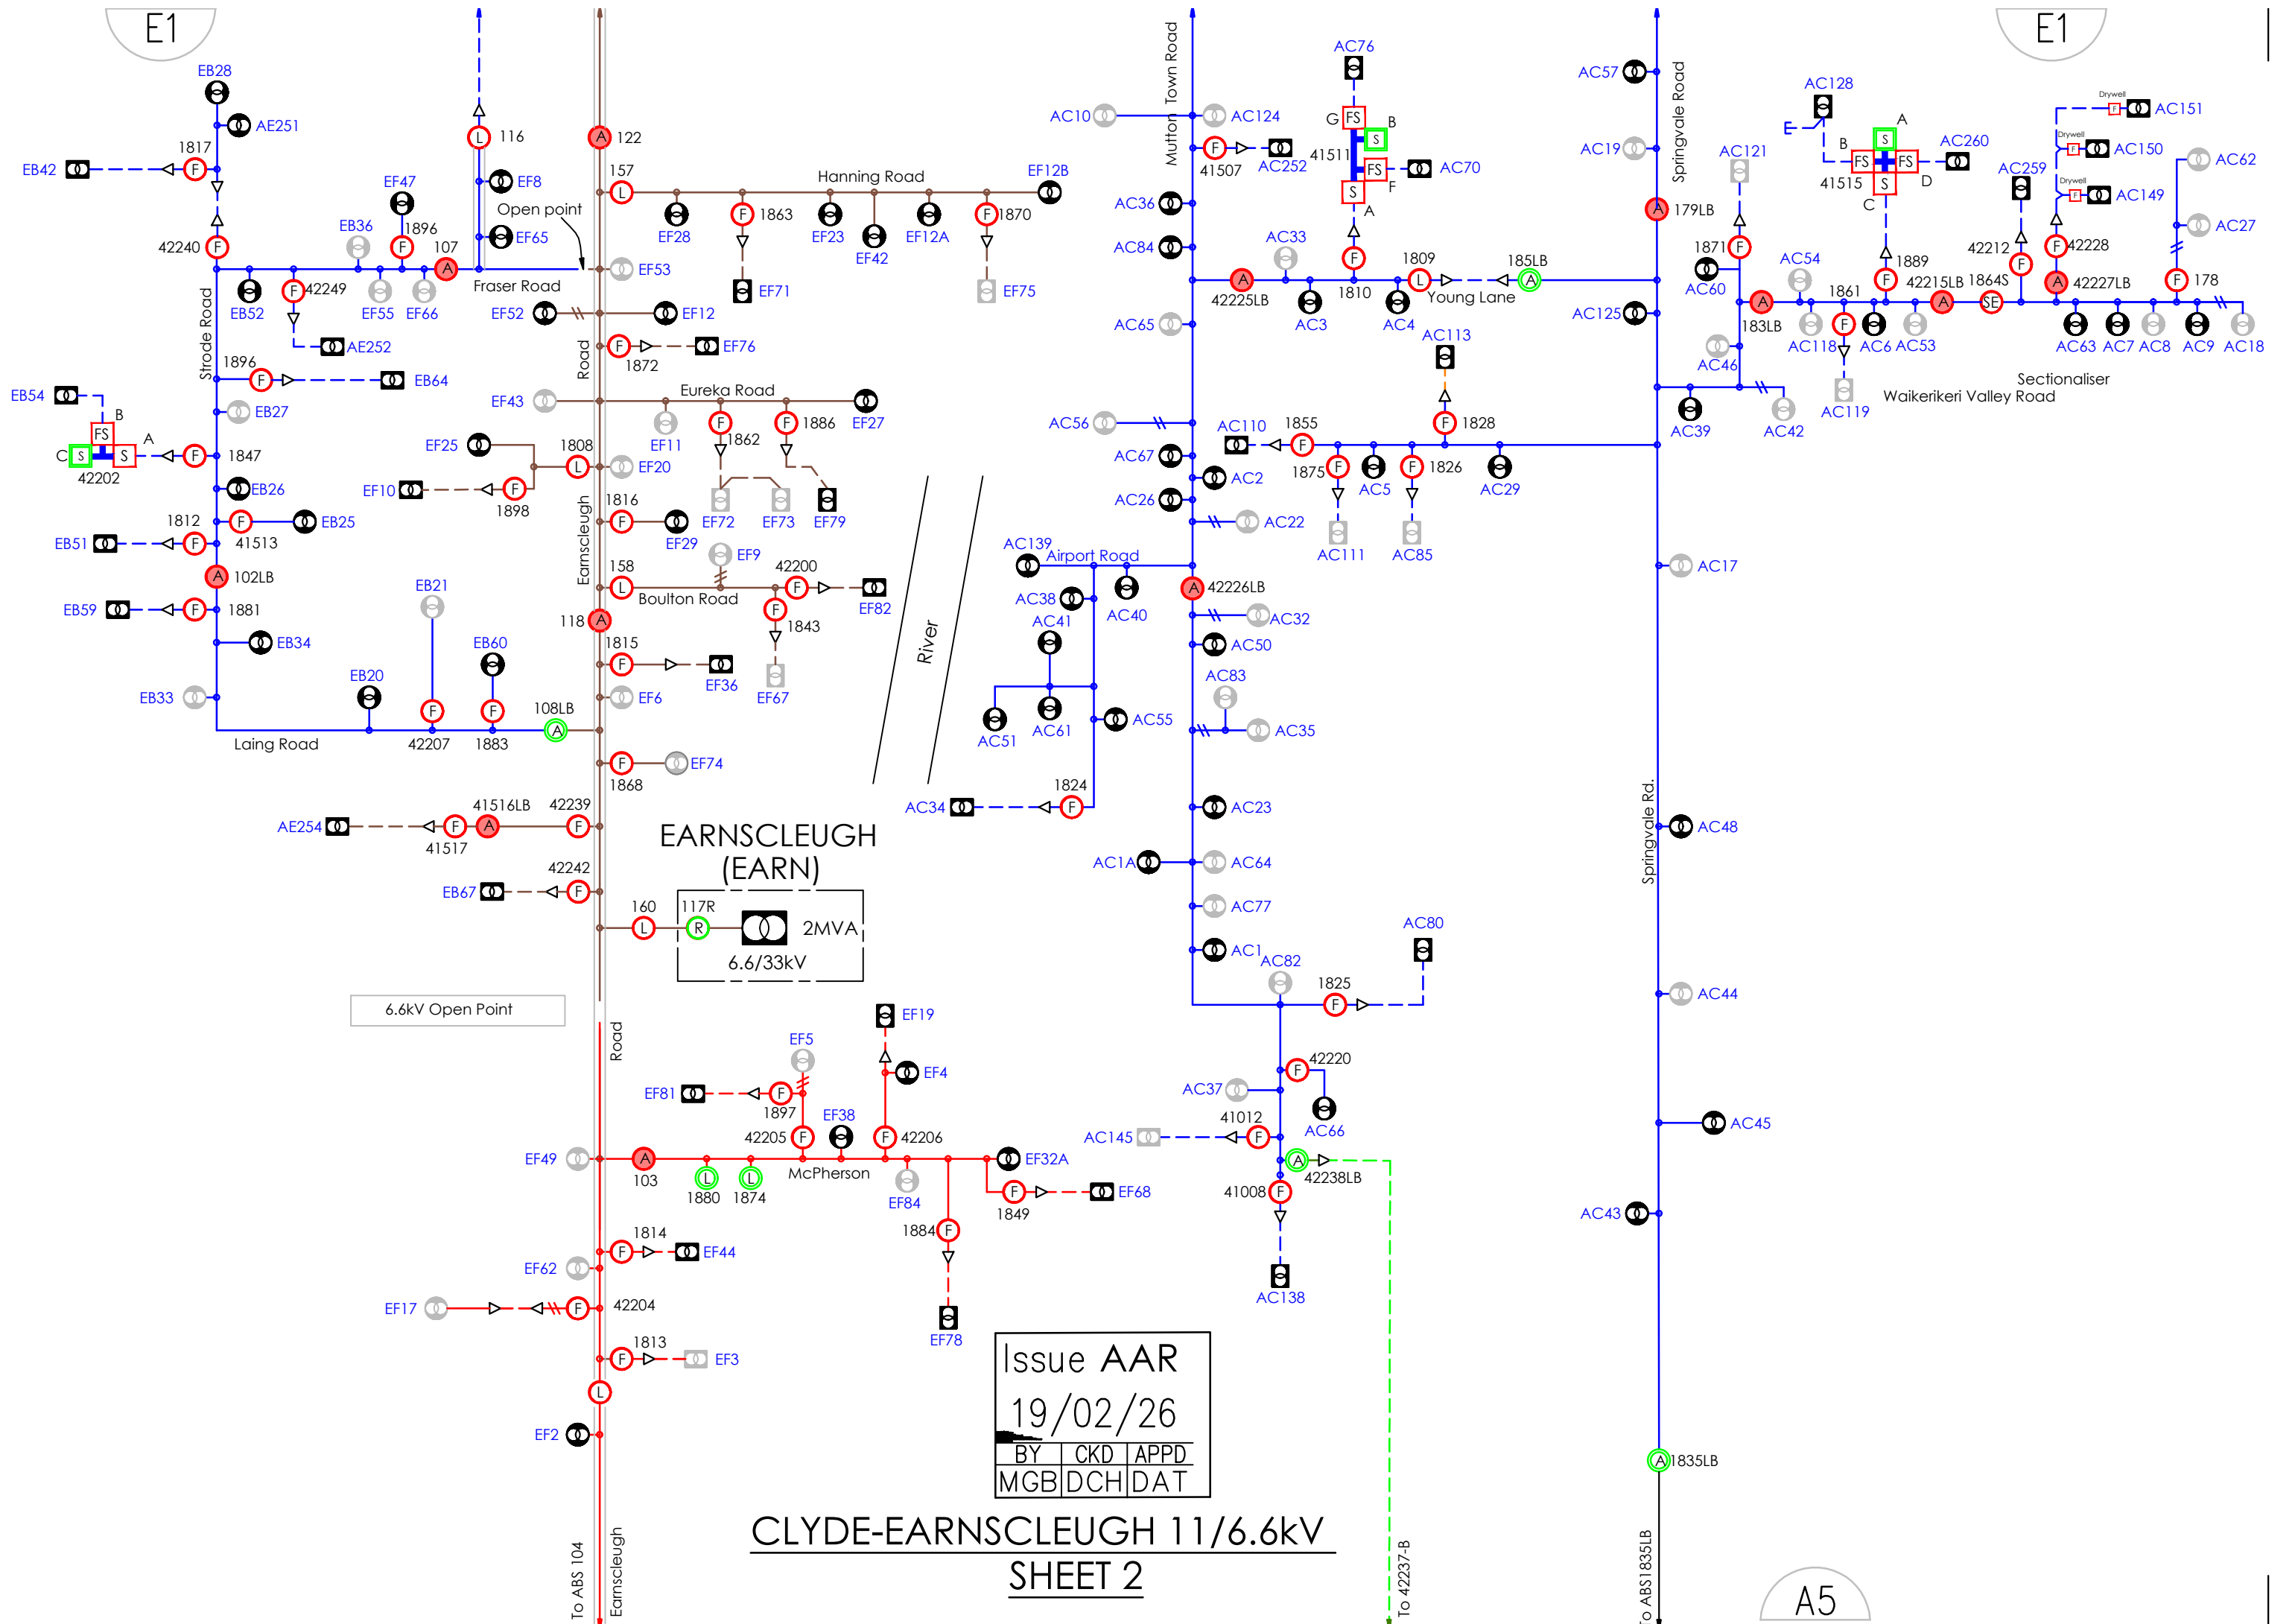 E1
E1
EB28
AE251
1817
EB42
42240
116
EF8
EF47
Open point
EB36
1896
107
EF65
EF53
Fraser Road
42249
EB52
EF55
EF66
AE252
Strode Road
1896
EB64
EB54
EB27
B
A
C
FS
S
S
42202
1847
EB26
1812
EB25
EB51
41513
102LB
EB59
1881
EB34
EB33
EB21
EB60
EB20
108LB
Laing Road
42207
1883
122
157
Hanning Road
EF12B
1863
1870
EF28
EF23
EF42
EF12A
EF71
EF75
EF52
EF12
Road
1872
EF76
Eureka Road
EF43
EF11
1862
1886
EF27
EF25
1808
EF20
EF10
1898
EF72
EF73
EF79
1816
EF29
Earnscleugh
EF9
158
42200
Boulton Road
EF82
118
1843
1815
EF36
EF67
EF6
EF74
1868
41516LB
42239
AE254
41517
42242
EB67
River
EARNSCLEUGH
(EARN)
160
117R
R
2MVA
6.6/33kV
6.6kV Open Point
Road
EF19
EF5
EF4
EF81
1897
EF38
42205
42206
EF49
103
1880
1874
McPherson
EF32A
EF84
1849
EF68
1884
1814
EF44
EF62
EF17
42204
EF78
1813
EF3
L
EF2
To ABS 104
Earnscleugh
Mutton Town Road
AC10
AC124
41507
AC252
AC36
AC84
AC76
G
FS
B
S
41511
FS
AC70
S
F
A
AC33
1809
185LB
42225LB
1810
Young Lane
AC3
AC4
AC65
AC113
AC56
AC110
1855
1828
AC67
AC2
1875
1826
AC26
AC5
AC29
AC22
AC111
AC85
AC139
Airport Road
AC38
AC40
42226LB
AC41
AC32
AC50
AC83
AC51
AC61
AC55
AC35
1824
AC34
AC23
AC1A
AC64
AC77
AC1
AC82
AC80
1825
42220
AC37
AC66
41012
AC145
42238LB
41008
AC138
To 42237-B
Springvale Road
AC57
AC19
179LB
AC125
AC121
1871
AC60
AC54
183LB
AC118
1861
AC6
AC53
AC46
AC119
AC39
AC42
AC128
A
S
B
FS
FS
AC260
41515
S
D
C
1889
42215LB
1864S
SE
AC259
42212
42228
42227LB
Drywell
AC151
Drywell
AC150
Drywell
AC149
AC62
AC27
178
AC63
AC7
AC8
AC9
AC18
Sectionaliser
Waikerikeri Valley Road
AC17
Springvale Rd.
AC48
AC44
AC45
AC43
1835LB
To ABS1835LB
Issue AAR
19/02/26
BY CKD APPD
MGB DCH DAT
CLYDE-EARNSCLEUGH 11/6.6kV
SHEET 2
A5